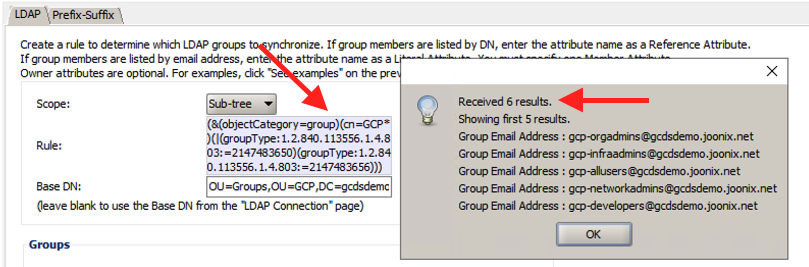 LDAP Prefix-Suffix
Create a rule to determine which LDAP groups to synchronize. If group members are listed by DN, enter the attribute name as a Reference Attribute.
If group members are listed by email address, enter the attribute name as a Literal Attribute. You must specify one Member Attribute.
Owner attributes are optional. For examples, click "See examples" on the prev
Scope: Sub-tree
Rule:
(&(objectCategory=group)(cn=GCP*
)(|(groupType:1.2.840.113556.1.4.8
03:=2147483650)(groupType:1.2.84
0.113556.1.4.803:=2147483656)))
Base DN: OU=Groups,OU=GCP,DC=gcdsdemo
(leave blank to use the Base DN from the "LDAP Connection" page)
Groups
Received 6 results.
Showing first 5 results.
Group Email Address : gcp-orgadmins@gcdsdemo.joonix.net
Group Email Address : gcp-infraadmins@gcdsdemo.joonix.net
Group Email Address : gcp-allusers@gcdsdemo.joonix.net
Group Email Address : gcp-networkadmins@gcdsdemo.joonix.net
Group Email Address : gcp-developers@gcdsdemo.joonix.net
OK